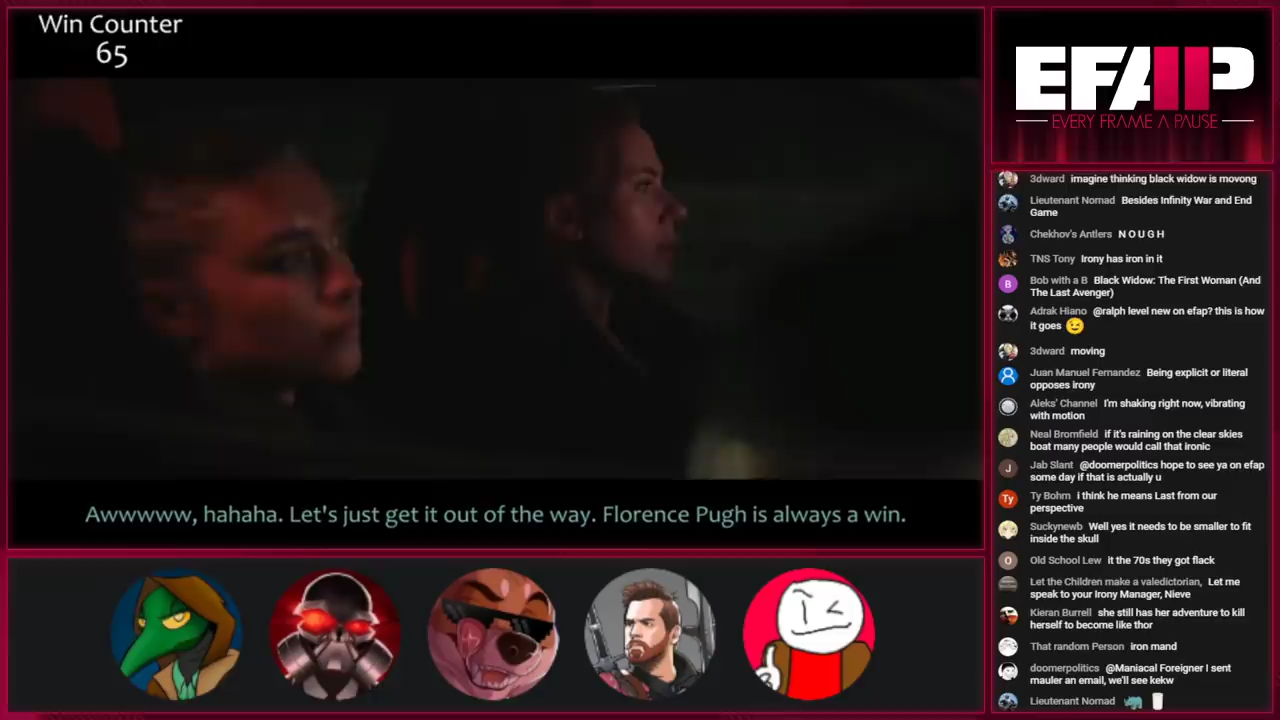 Win Counter
65
Awwwww, hahaha. Let's just get it out of the way. Florence Pugh is always a win.
EFAP
EVERY FRAME A PAUSE
3dward imagine thinking black widow is movong
Lieutenant Nomad Besides Infinity War and End
Game
Chekhov's Antlers N O U G H
TNS Tony Irony has iron in it
B
Bob with a B Black Widow: The First Woman (And
The Last Avenger)
Adrak Hiano @ralph level new on efap? this is how
it goes 😉
3dward moving
Juan Manuel Fernandez Being explicit or literal
opposes irony
Aleks' Channel I'm shaking right now, vibrating
with motion
Neal Bromfield if it's raining on the clear skies
boat many people would call that ironic
J
Jab Slant @doomerpolitics hope to see ya on efap
some day if that is actually u
Ty
Ty Bohm i think he means Last from our
perspective
Suckynewb Well yes it needs to be smaller to fit
inside the skull
O
Old School Lew it the 70s they got flack
Let the Children make a valedictorian, Let me
speak to your Irony Manager, Nieve
Kieran Burrell she still has her adventure to kill
herself to become like thor
That random Person iron mand
doomerpolitics @Maniacal Foreigner I sent
mauler an email, we'll see kekw
Lieutenant Nomad 🦏 🥛